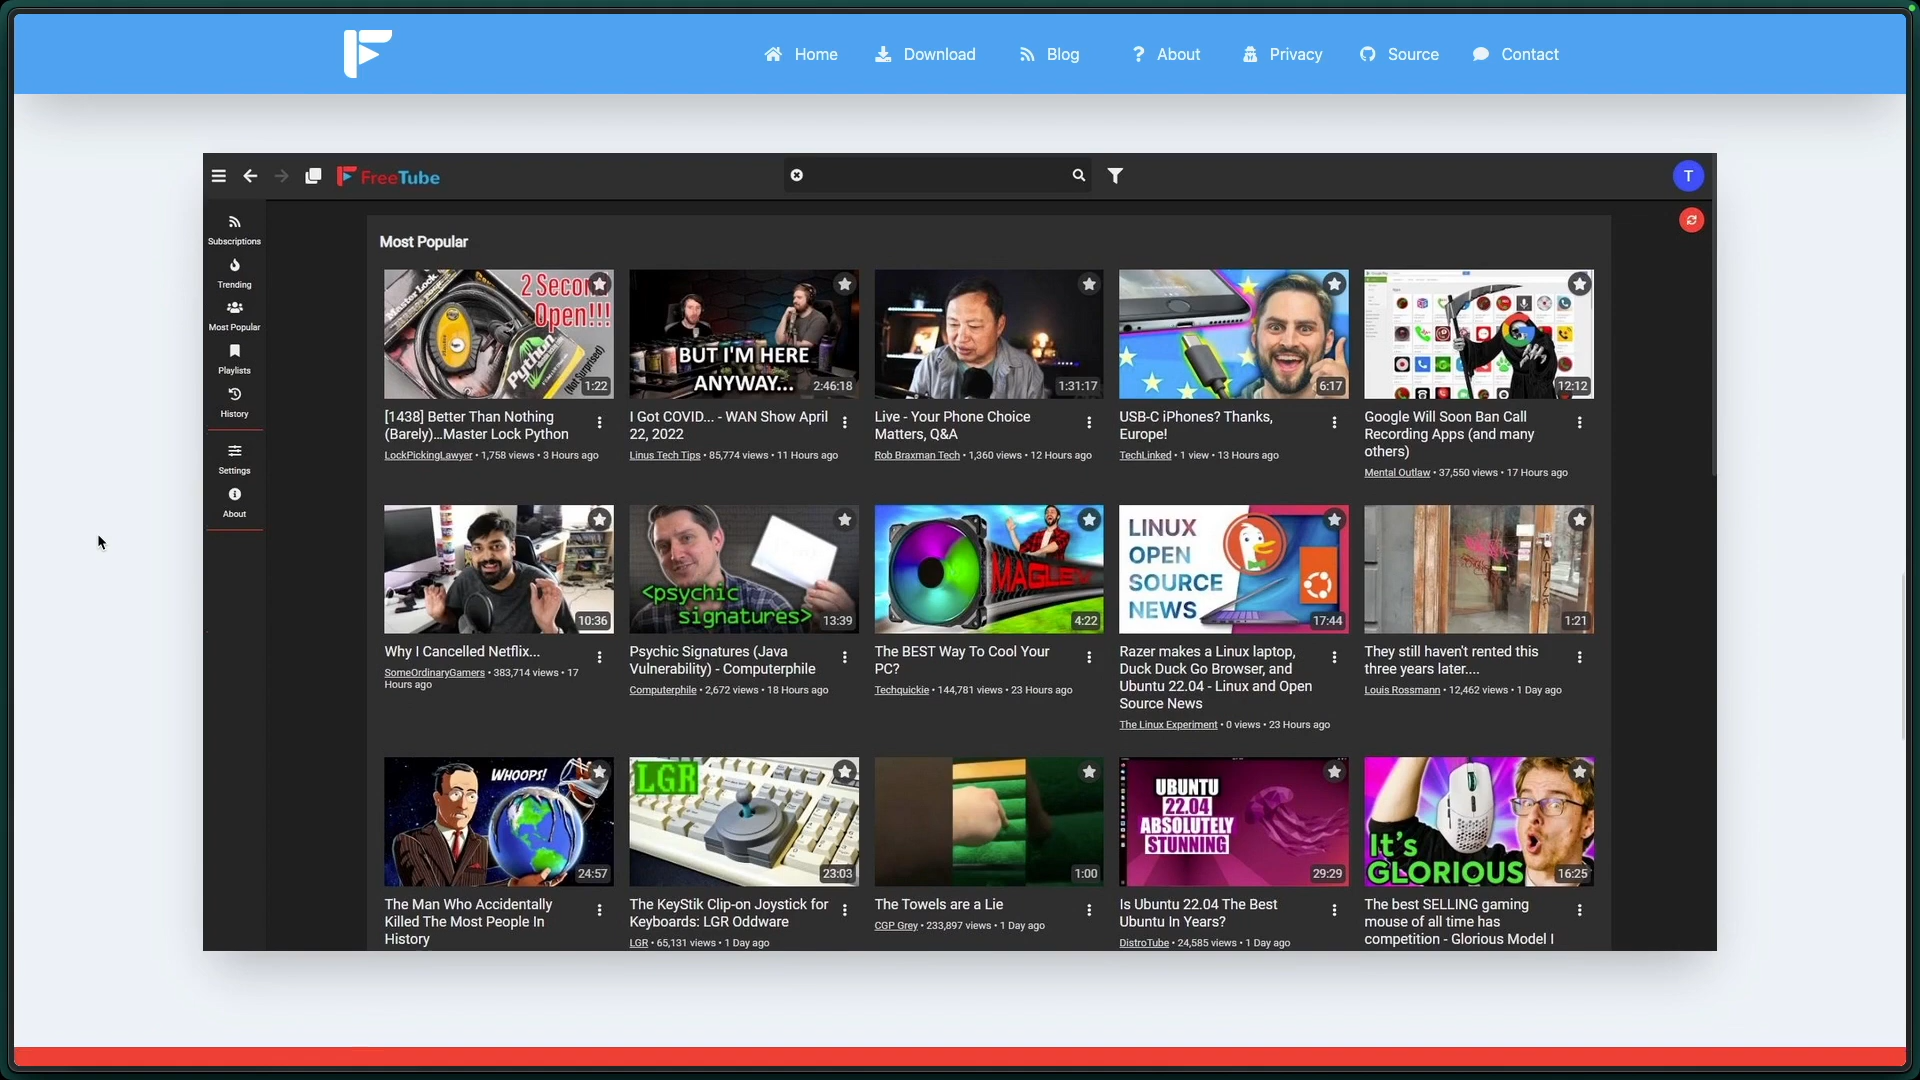 Home Download Blog About Privacy Source Contact
FreeTube
T
Subscriptions
Trending
Most Popular
Playlists
History
Settings
About
Most Popular
2 Secon
Open!!!
Master Lock
Python
(Not Surprised)
1:22
[1438] Better Than Nothing
(Barely)...Master Lock Python
LockPickingLawyer • 1,758 views • 3 Hours ago
BUT I'M HERE
ANYWAY...
2:46:18
I Got COVID... - WAN Show April
22, 2022
Linus Tech Tips • 85,774 views • 11 Hours ago
1:31:17
Live - Your Phone Choice
Matters, Q&A
Rob Braxman Tech • 1,360 views • 12 Hours ago
6:17
USB-C iPhones? Thanks,
Europe!
TechLinked • 1 view • 13 Hours ago
12:12
Google Will Soon Ban Call
Recording Apps (and many
others)
Mental Outlaw • 37,550 views • 17 Hours ago
10:36
Why I Cancelled Netflix...
SomeOrdinaryGamers • 383,714 views • 17
Hours ago
<psychic
signatures>
13:39
Psychic Signatures (Java
Vulnerability) - Computerphile
Computerphile • 2,672 views • 18 Hours ago
MAGLEV
4:22
The BEST Way To Cool Your
PC?
Techquickie • 144,781 views • 23 Hours ago
LINUX
OPEN
SOURCE
NEWS
17:44
Razer makes a Linux laptop,
Duck Duck Go Browser, and
Ubuntu 22.04 - Linux and Open
Source News
The Linux Experiment • 0 views • 23 Hours ago
1:21
They still haven't rented this
three years later....
Louis Rossmann • 12,462 views • 1 Day ago
WHOOPS!
24:57
The Man Who Accidentally
Killed The Most People In
History
LGR
23:03
The KeyStik Clip-on Joystick for
Keyboards: LGR Oddware
LGR • 65,131 views • 1 Day ago
1:00
The Towels are a Lie
CGP Grey • 233,897 views • 1 Day ago
UBUNTU
22.04
ABSOLUTELY
STUNNING
29:29
Is Ubuntu 22.04 The Best
Ubuntu In Years?
DistroTube • 24,585 views • 1 Day ago
It's
GLORIOUS
16:25
The best SELLING gaming
mouse of all time has
competition - Glorious Model I